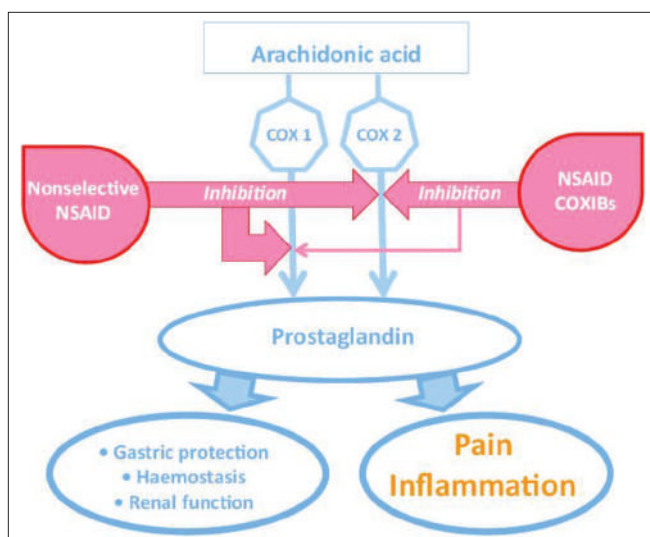 Arachidonic acid
COX 1
COX 2
Nonselective
NSAID
Inhibition
Inhibition
NSAID
COXIBs
Prostaglandin
• Gastric protection
• Haemostasis
• Renal function
Pain
Inflammation